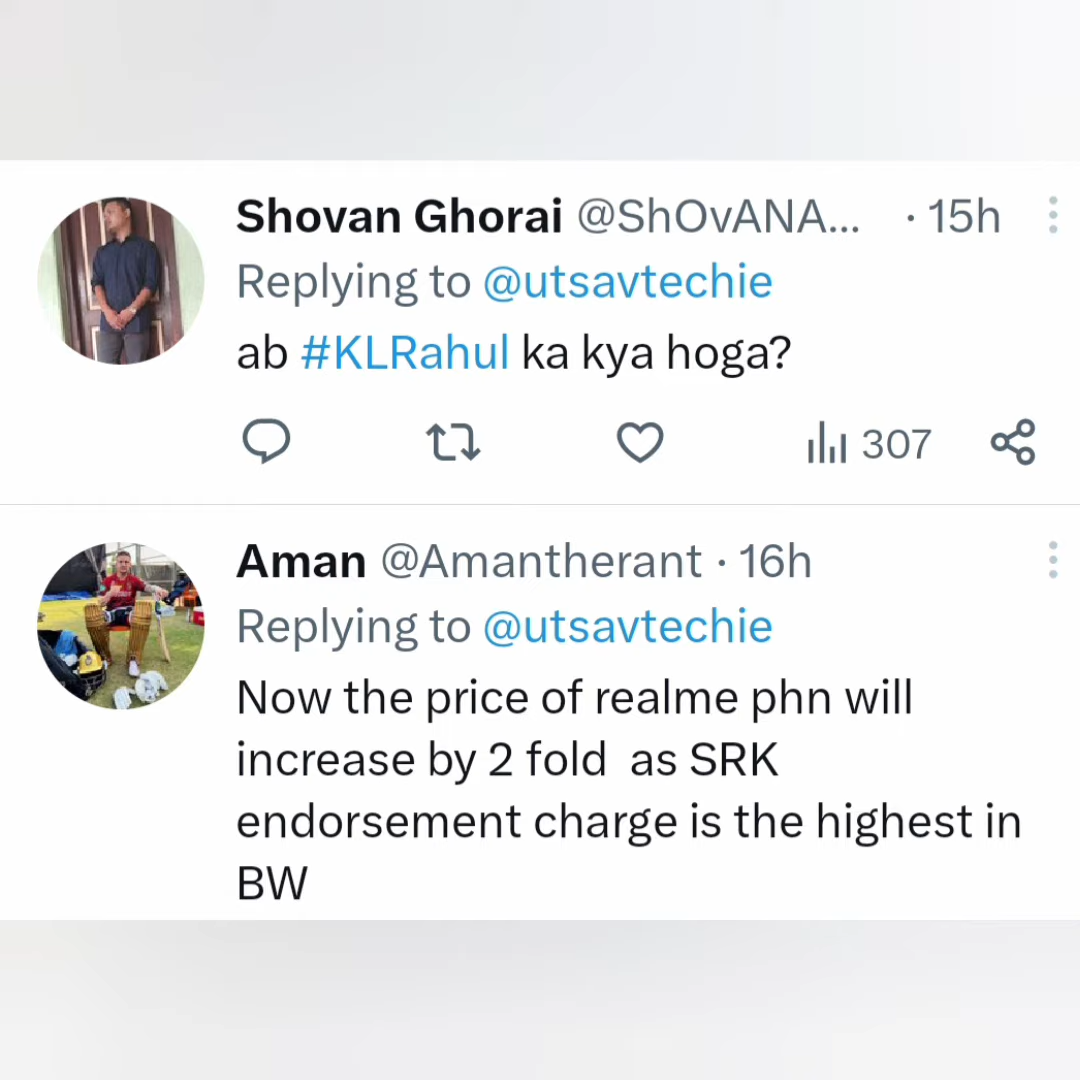 Shovan Ghorai @ShOvANA... · 15h
Replying to @utsavtechie
ab #KLRahul ka kya hoga?
307
Aman @Amantherant · 16h
Replying to @utsavtechie
Now the price of realme phn will
increase by 2 fold  as SRK
endorsement charge is the highest in
BW